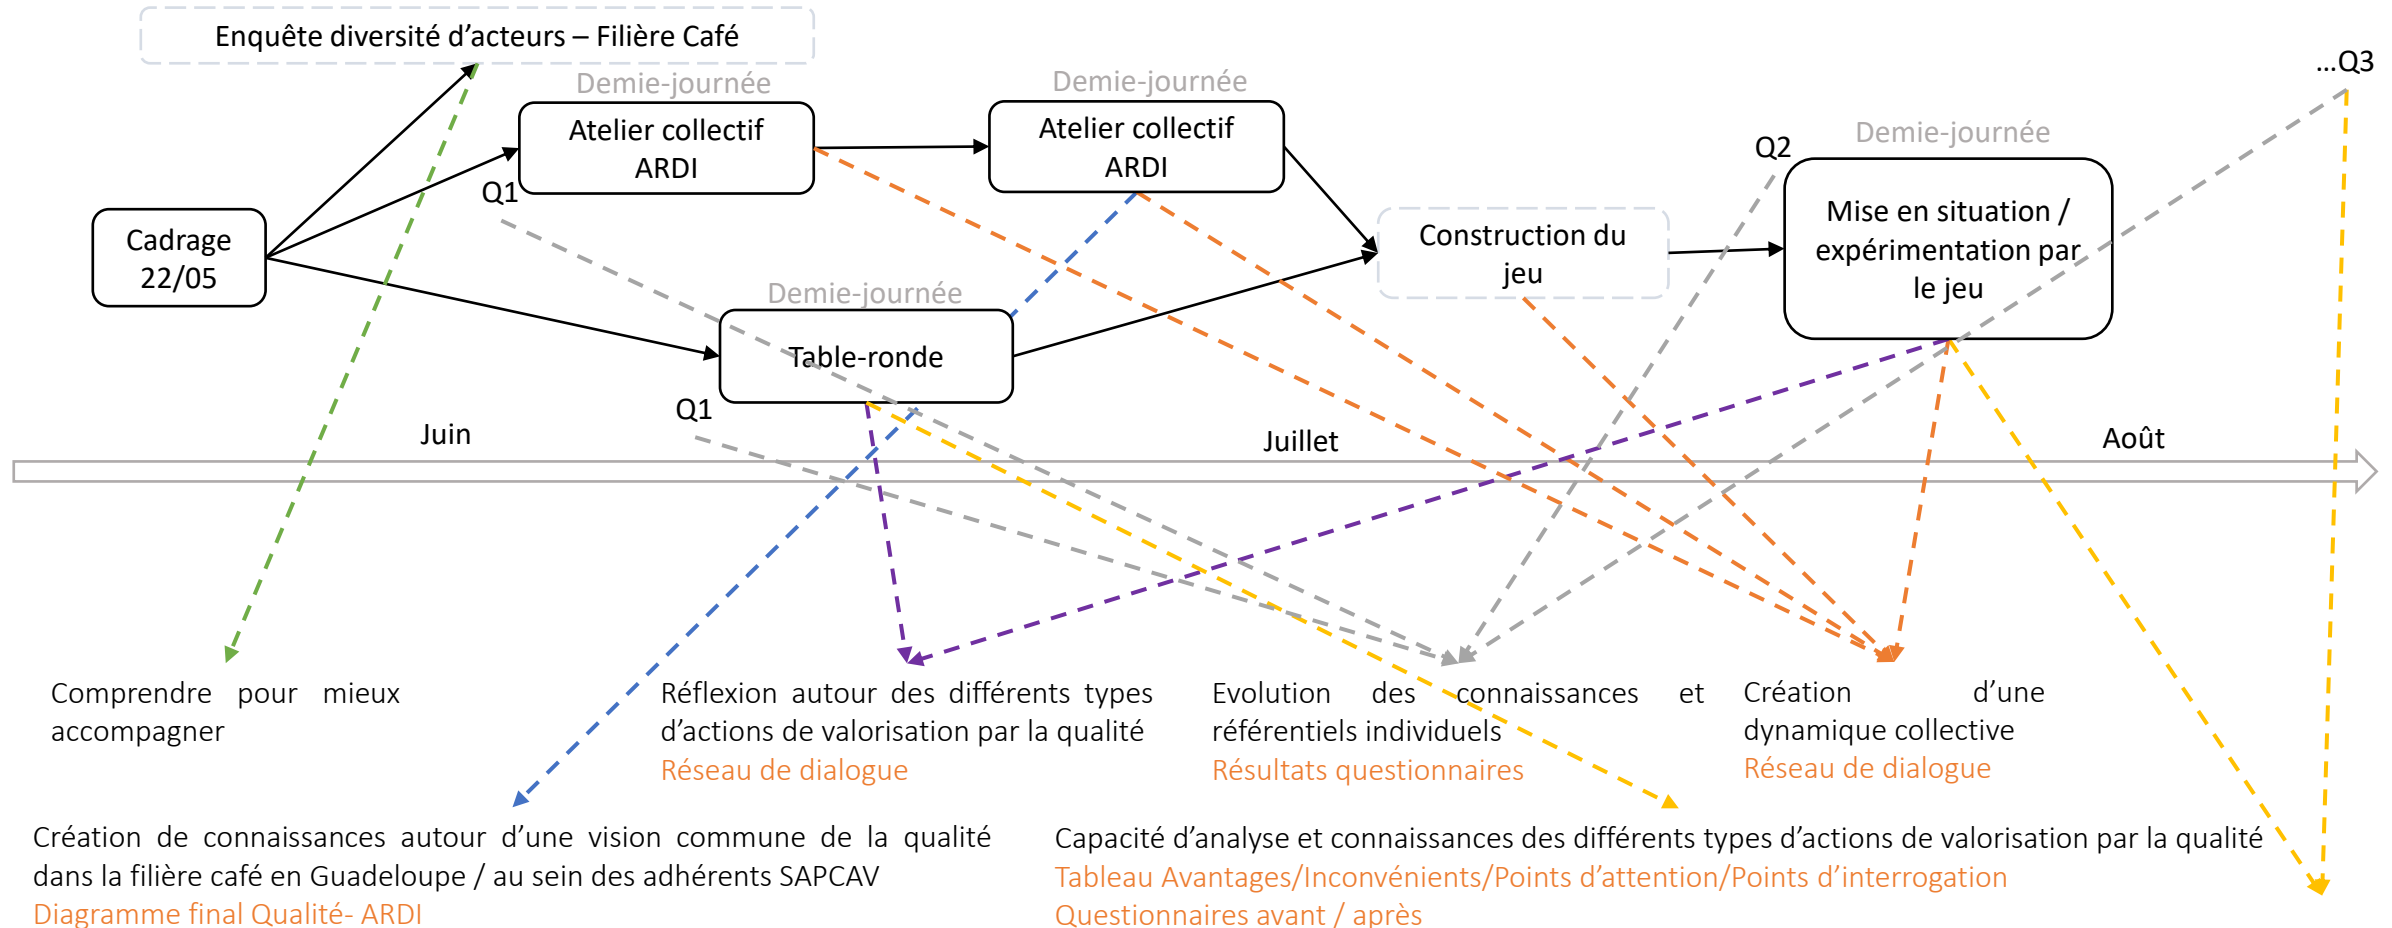 Enquête diversité d’acteurs – Filière Café
Demie-journée
Atelier collectif
ARDI
Demie-journée
Atelier collectif
ARDI
...Q3
Q1
Q2
Demie-journée
Mise en situation /
expérimentation par
le jeu
Cadrage
22/05
Construction du
jeu
Demie-journée
Table-ronde
Q1
Juin
Juillet
Août
Comprendre pour mieux
accompagner
Réflexion autour des différents types
d’actions de valorisation par la qualité
Réseau de dialogue
Evolution des connaissances et
référentiels individuels
Résultats questionnaires
Création d’une
dynamique collective
Réseau de dialogue
Création de connaissances autour d’une vision commune de la qualité
dans la filière café en Guadeloupe / au sein des adhérents SAPCAV
Diagramme final Qualité- ARDI
Capacité d’analyse et connaissances des différents types d’actions de valorisation par la qualité
Tableau Avantages/Inconvénients/Points d’attention/Points d’interrogation
Questionnaires avant / après